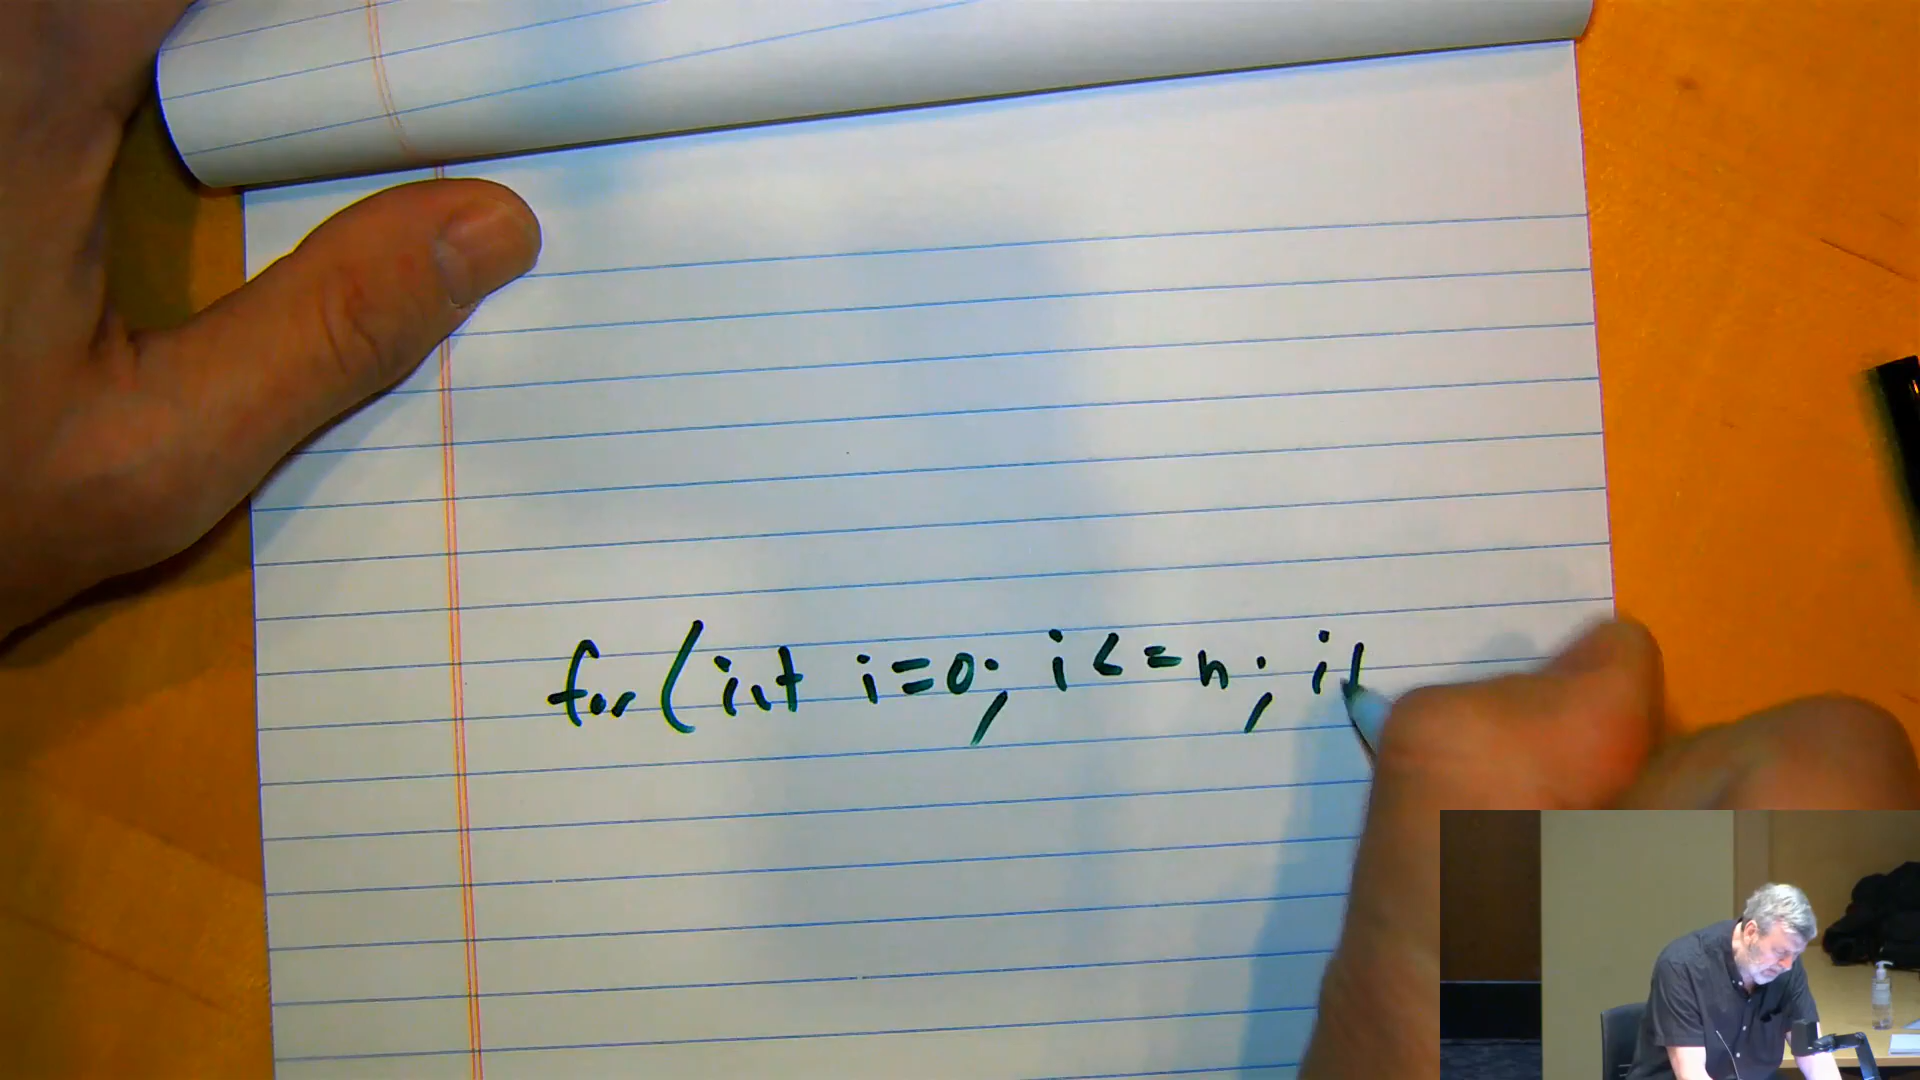 for(int i=0; i<=n; i